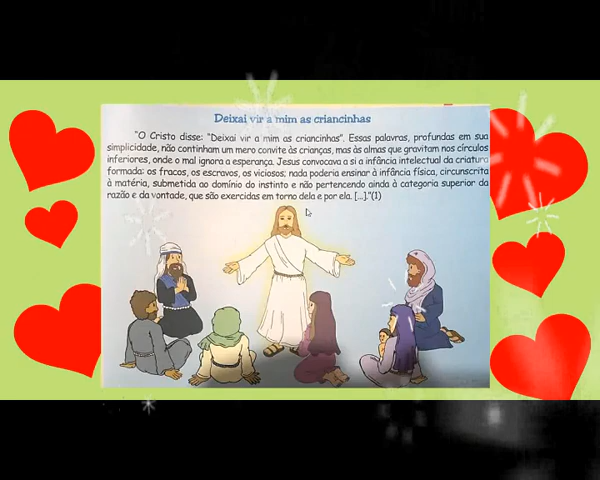 Deixai vir a mim as criancinhas
"O Cristo disse: "Deixai vir a mim as criancinhas". Essas palavras, profundas em sua
simplicidade, não continham um mero convite às crianças, mas às almas que gravitam nos círculos
inferiores, onde o mal ignora a esperança. Jesus convocava a si a infância intelectual da criatura
formada: os fracos, os escravos, os viciosos; nada poderia ensinar à infância física, circunscrita
à matéria, submetida ao domínio do instinto e não pertencendo ainda à categoria superior da
razão e da vontade, que são exercidas em torno dela e por ela. [...]."(1)